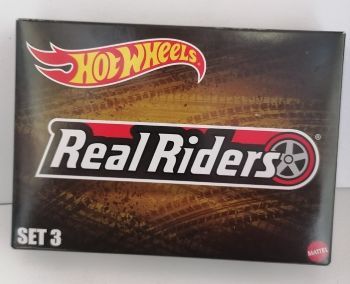 HOT WHEELS
Real Riders®
SET 3
MATTEL